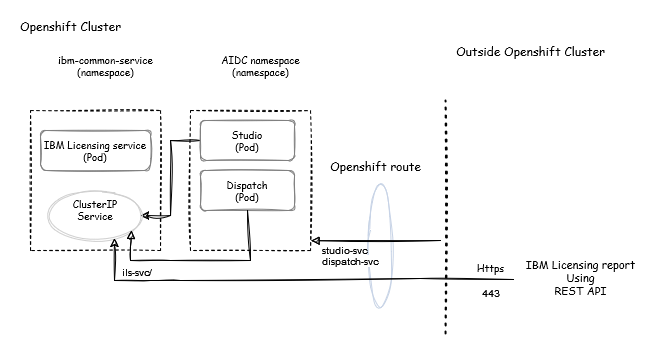 Openshift Cluster
Outside Openshift Cluster
ibm-common-service
(namespace)
AIDC namespace
(namespace)
IBM Licensing service
(Pod)
Studio
(Pod)
Openshift route
Dispatch
(Pod)
ClusterIP
Service
studio-svc
dispatch-svc
ils-svc/
Https
443
IBM Licensing report
Using
REST API